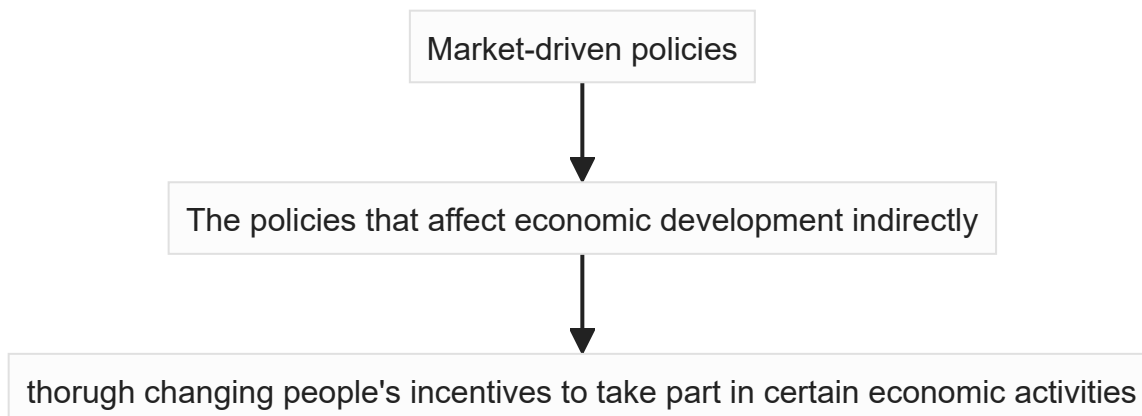 Market-driven policies
The policies that affect economic development indirectly
thorugh changing people's incentives to take part in certain economic activities